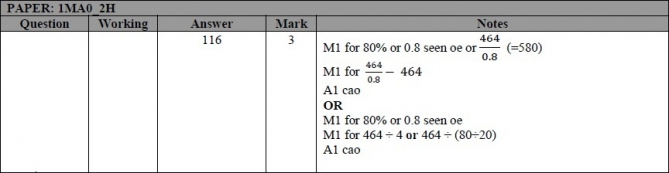 PAPER: 1MA0_2H
Question Working Answer Mark Notes
116 3 M1 for 80% or 0.8 seen oe or 464/0.8 (=580)
M1 for 464/0.8 − 464
A1 cao
OR
M1 for 80% or 0.8 seen oe
M1 for 464 ÷ 4 or 464 ÷ (80÷20)
A1 cao